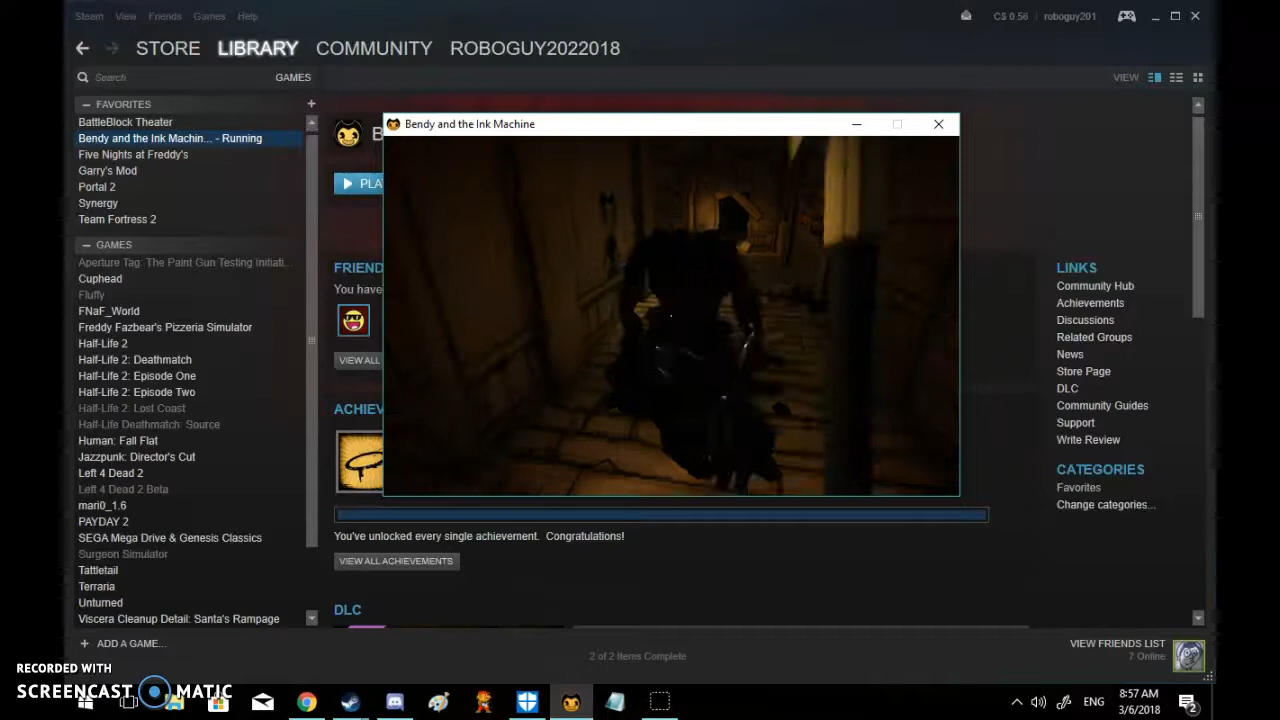 Steam View Friends Games Help
C$ 0.56 roboguy201
STORE LIBRARY COMMUNITY ROBOGUY2022018
Search GAMES
VIEW
FAVORITES
BattleBlock Theater
Bendy and the Ink Machin... - Running
Five Nights at Freddy's
Garry's Mod
Portal 2
Synergy
Team Fortress 2
GAMES
Aperture Tag: The Paint Gun Testing Initiati...
Cuphead
Fluffy
FNaF_World
Freddy Fazbear's Pizzeria Simulator
Half-Life 2
Half-Life 2: Deathmatch
Half-Life 2: Episode One
Half-Life 2: Episode Two
Half-Life 2: Lost Coast
Half-Life Deathmatch: Source
Human: Fall Flat
Jazzpunk: Director's Cut
Left 4 Dead 2
Left 4 Dead 2 Beta
mari0_1.6
PAYDAY 2
SEGA Mega Drive & Genesis Classics
Surgeon Simulator
Tattletail
Terraria
Unturned
Viscera Cleanup Detail: Santa's Rampage
ADD A GAME...
B
PLA
FRIEND
You have
VIEW ALL
ACHIEV
Bendy and the Ink Machine
You've unlocked every single achievement. Congratulations!
VIEW ALL ACHIEVEMENTS
DLC
2 of 2 Items Complete
LINKS
Community Hub
Achievements
Discussions
Related Groups
News
Store Page
DLC
Community Guides
Support
Write Review
CATEGORIES
Favorites
Change categories...
VIEW FRIENDS LIST
7 Online
RECORDED WITH
SCREENCAST MATIC
ENG
8:57 AM
3/6/2018
2